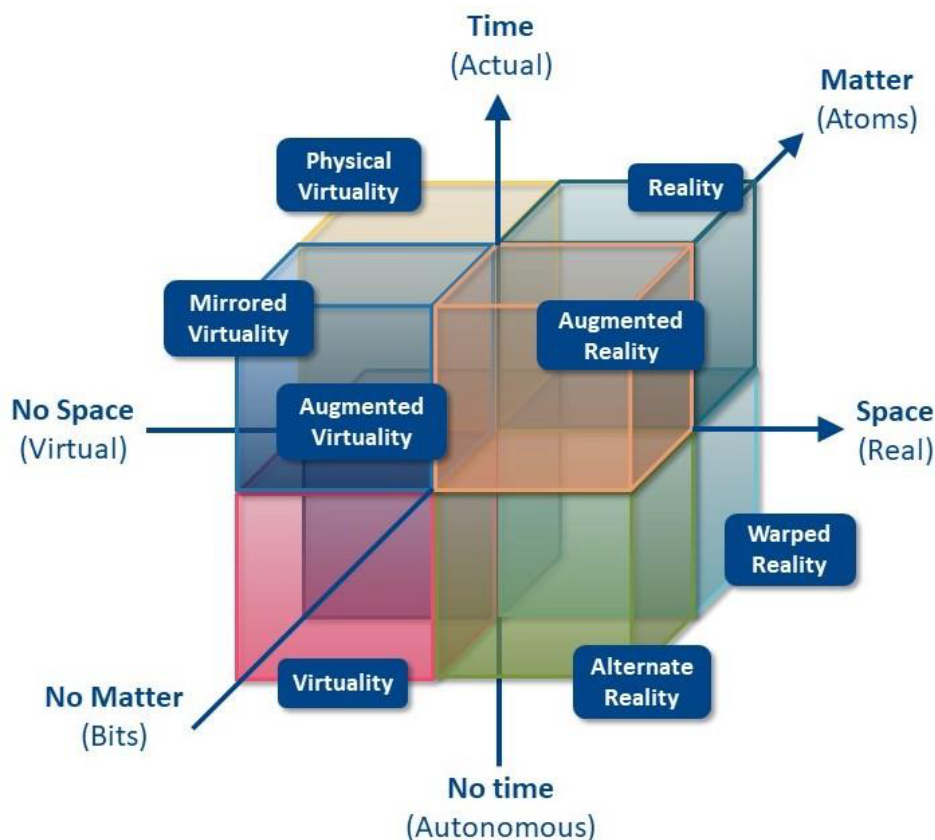 Time
(Actual)
Matter
(Atoms)
Physical
Virtuality
Reality
Mirrored
Virtuality
Augmented
Reality
No Space
(Virtual)
Augmented
Virtuality
Space
(Real)
Warped
Reality
Virtuality
Alternate
Reality
No Matter
(Bits)
No time
(Autonomous)